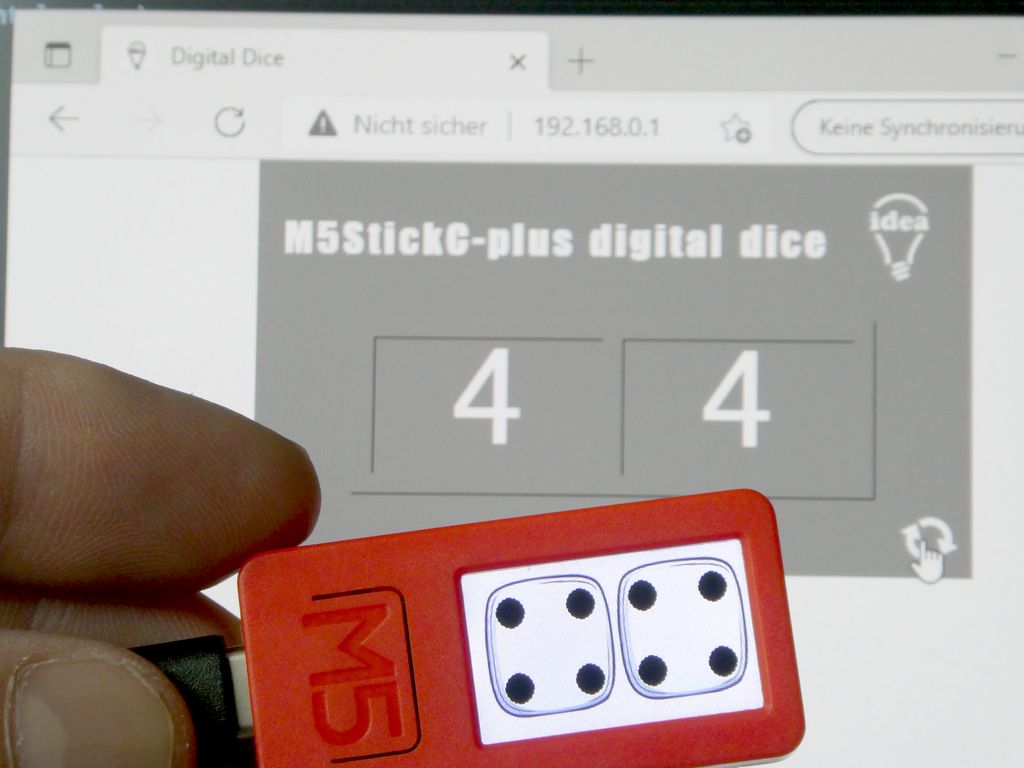 Digital Dice
Nicht sicher | 192.168.0.1
Keine Synchronisieru
M5StickC-plus digital dice
idea
4 4
M5